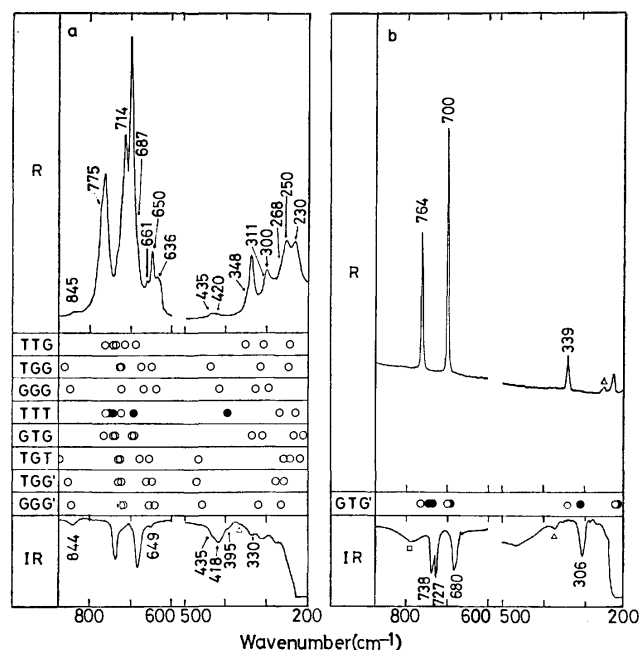 a
b
R
R
775
714
687
661
650
636
845
435
420
348
311
300
268
250
230
764
700
339
TTG
TGG
GGG
TTT
GTG
TGT
TGG'
GGG'
GTG'
IR
844
649
435
418
395
330
IR
738
727
680
306
800 600 500 200
800 600 500 200
Wavenumber(cm⁻¹)